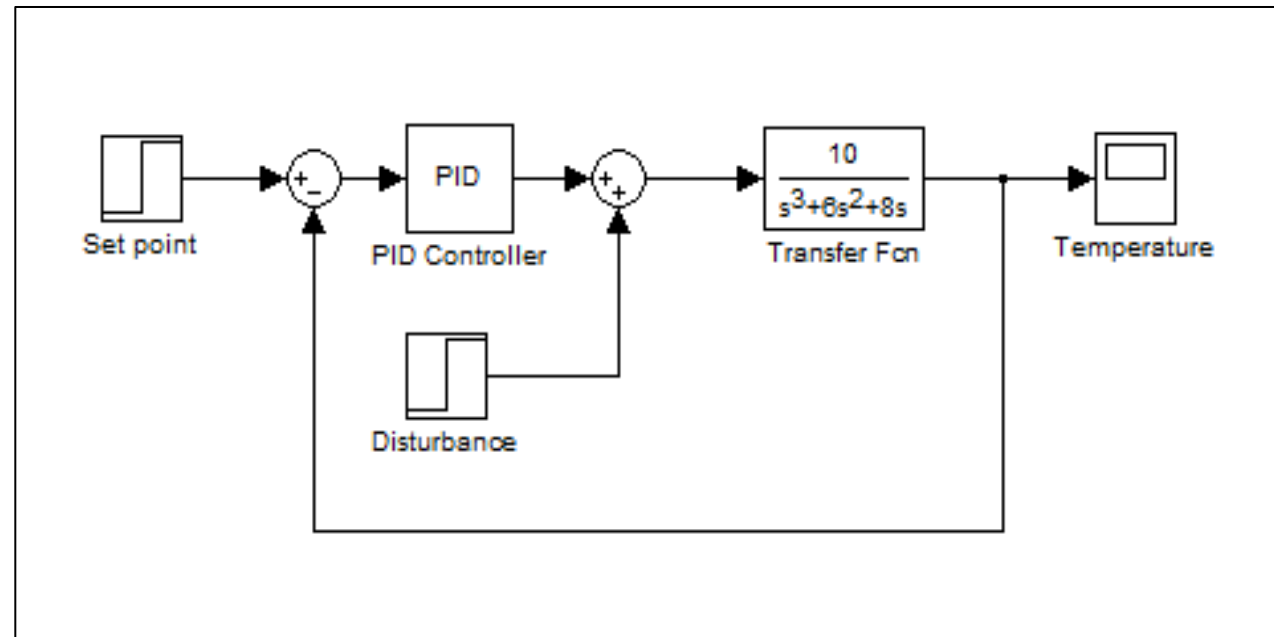 Set point
+
−
PID
PID Controller
+
+
Disturbance
10
s³+6s²+8s
Transfer Fcn
Temperature